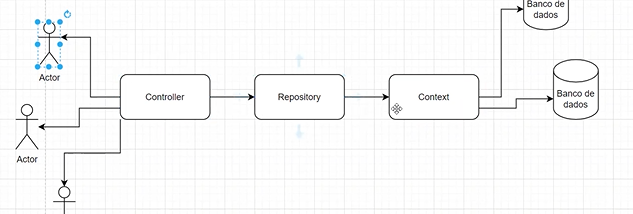 Banco de
dados
Actor
Controller
Repository
Context
Banco de
dados
Actor